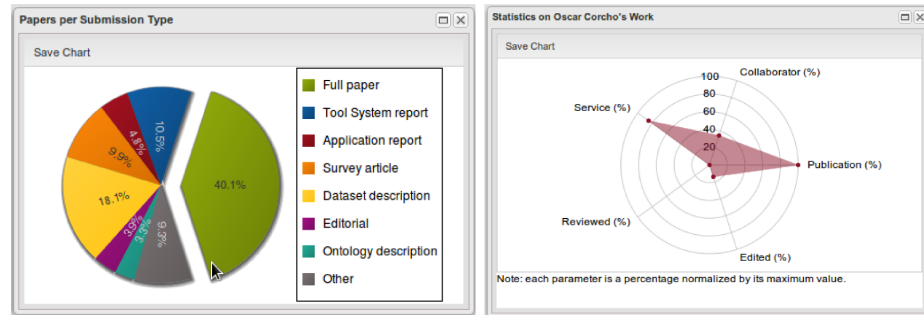 Papers per Submission Type
Save Chart
40.1%
10.5%
4.8%
9.9%
18.1%
3.9%
3.3%
9.3%
Full paper
Tool System report
Application report
Survey article
Dataset description
Editorial
Ontology description
Other
Statistics on Oscar Corcho's Work
Save Chart
100
80
60
40
20
Collaborator (%)
Service (%)
Publication (%)
Reviewed (%)
Edited (%)
Note: each parameter is a percentage normalized by its maximum value.